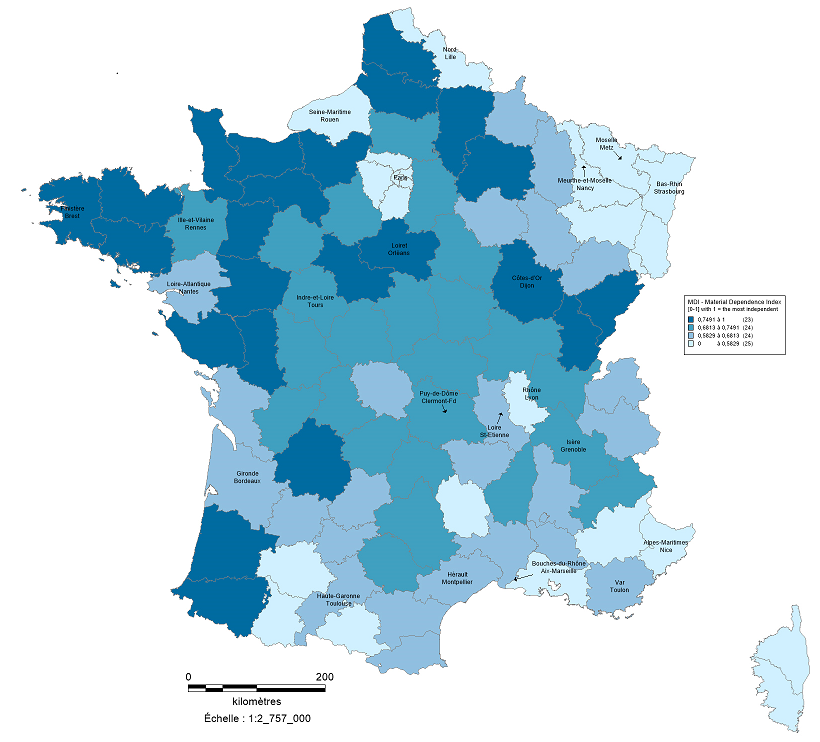 Nord
Lille
Seine-Maritime
Rouen
Moselle
Metz
Paris
Meurthe-et-Moselle
Nancy
Bas-Rhin
Strasbourg
Finistère
Brest
Ille-et-Vilaine
Rennes
Loiret
Orléans
Loire-Atlantique
Nantes
Indre-et-Loire
Tours
Côtes-d'Or
Dijon
MDI - Material Dependence Index
[0-1] with 1 = the most independent
0,7491 à 1 (23)
0,6813 à 0,7491 (24)
0,5829 à 0,6813 (24)
0 à 0,5829 (25)
Puy-de-Dôme
Clermont-Fd
Rhône
Lyon
Loire
St-Etienne
Isère
Grenoble
Gironde
Bordeaux
Alpes-Maritimes
Nice
Bouches-du-Rhône
Aix-Marseille
Hérault
Montpellier
Var
Toulon
Haute-Garonne
Toulouse
0 200
kilomètres
Échelle : 1:2_757_000